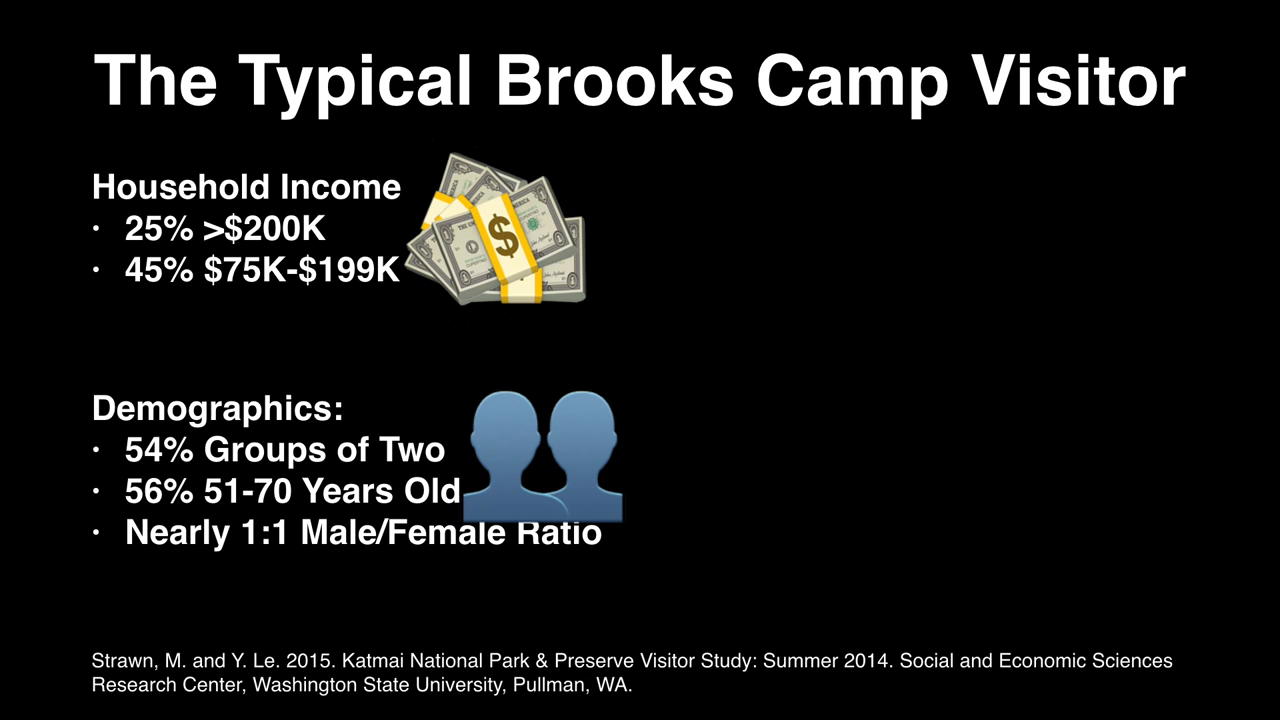 The Typical Brooks Camp Visitor
Household Income
· 25% >$200K
· 45% $75K-$199K
$
Demographics:
· 54% Groups of Two
· 56% 51-70 Years Old
· Nearly 1:1 Male/Female Ratio
Strawn, M. and Y. Le. 2015. Katmai National Park & Preserve Visitor Study: Summer 2014. Social and Economic Sciences
Research Center, Washington State University, Pullman, WA.